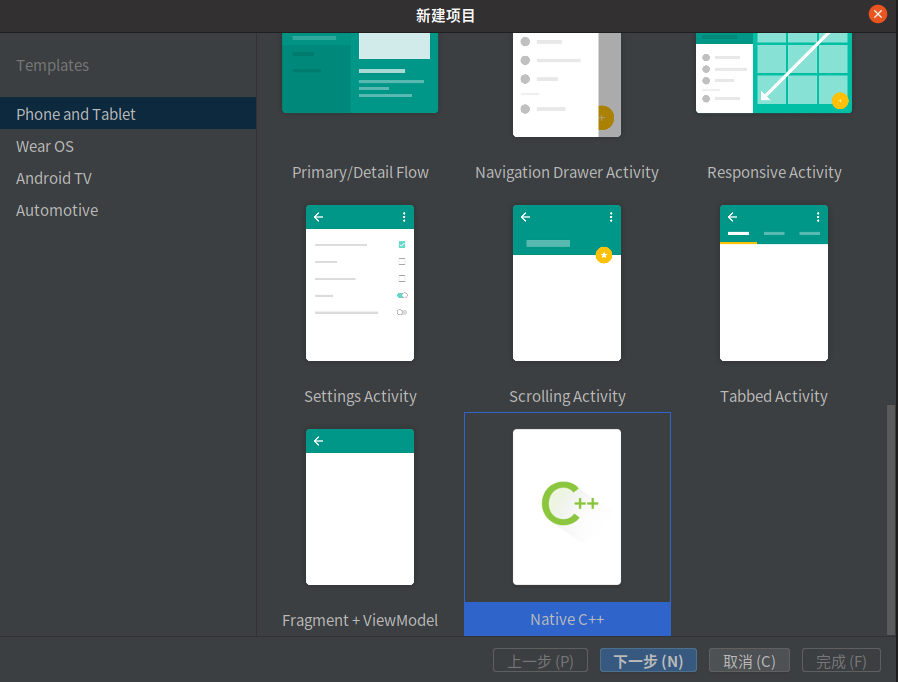 新建项目
Templates
Phone and Tablet
Wear OS
Android TV
Automotive
Primary/Detail Flow
Navigation Drawer Activity
Responsive Activity
Settings Activity
Scrolling Activity
Tabbed Activity
C++
Fragment + ViewModel
Native C++
上一步 (P)
下一步 (N)
取消 (C)
完成 (F)